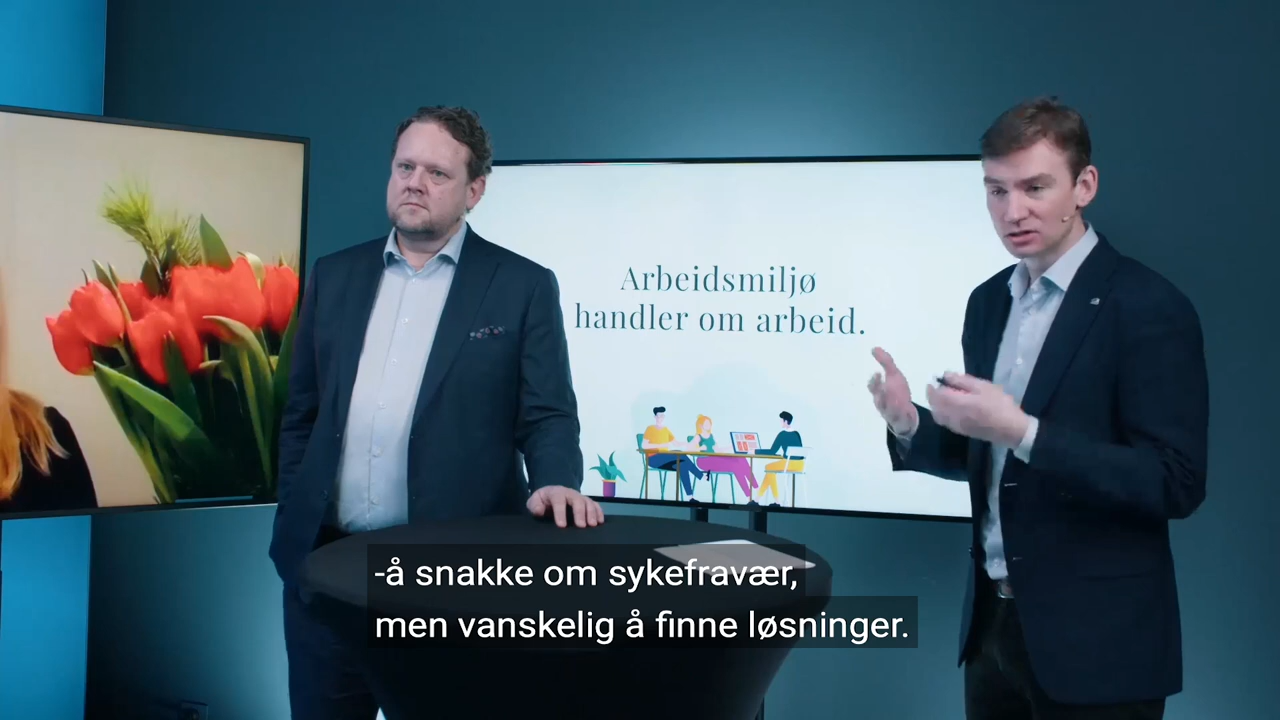 Arbeidsmiljø
handler om arbeid.
-å snakke om sykefravær,
men vanskelig å finne løsninger.